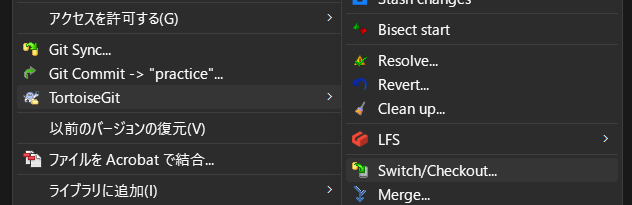 アクセスを許可する(G)
Git Sync...
Git Commit -> "practice"...
TortoiseGit
以前のバージョンの復元(V)
ファイルを Acrobat で結合...
ライブラリに追加(I)
Stash changes
Bisect start
Resolve...
Revert...
Clean up...
LFS
Switch/Checkout...
Merge...